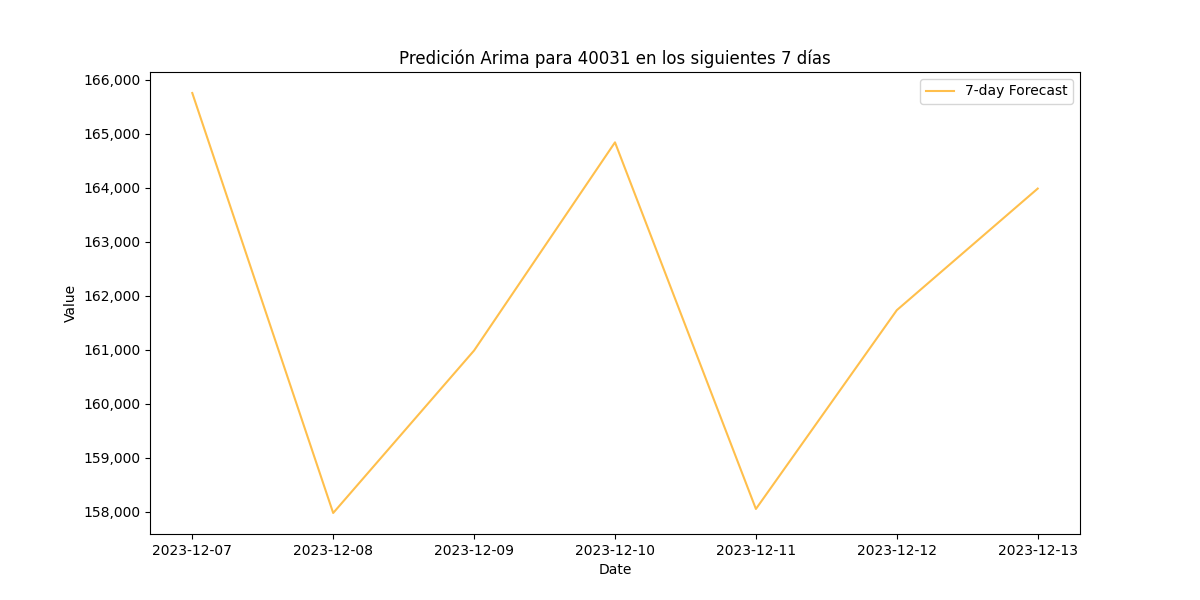 Predición Arima para 40031 en los siguientes 7 días
7-day Forecast
166,000
165,000
164,000
163,000
162,000
161,000
160,000
159,000
158,000
Value
2023-12-07 2023-12-08 2023-12-09 2023-12-10 2023-12-11 2023-12-12 2023-12-13
Date